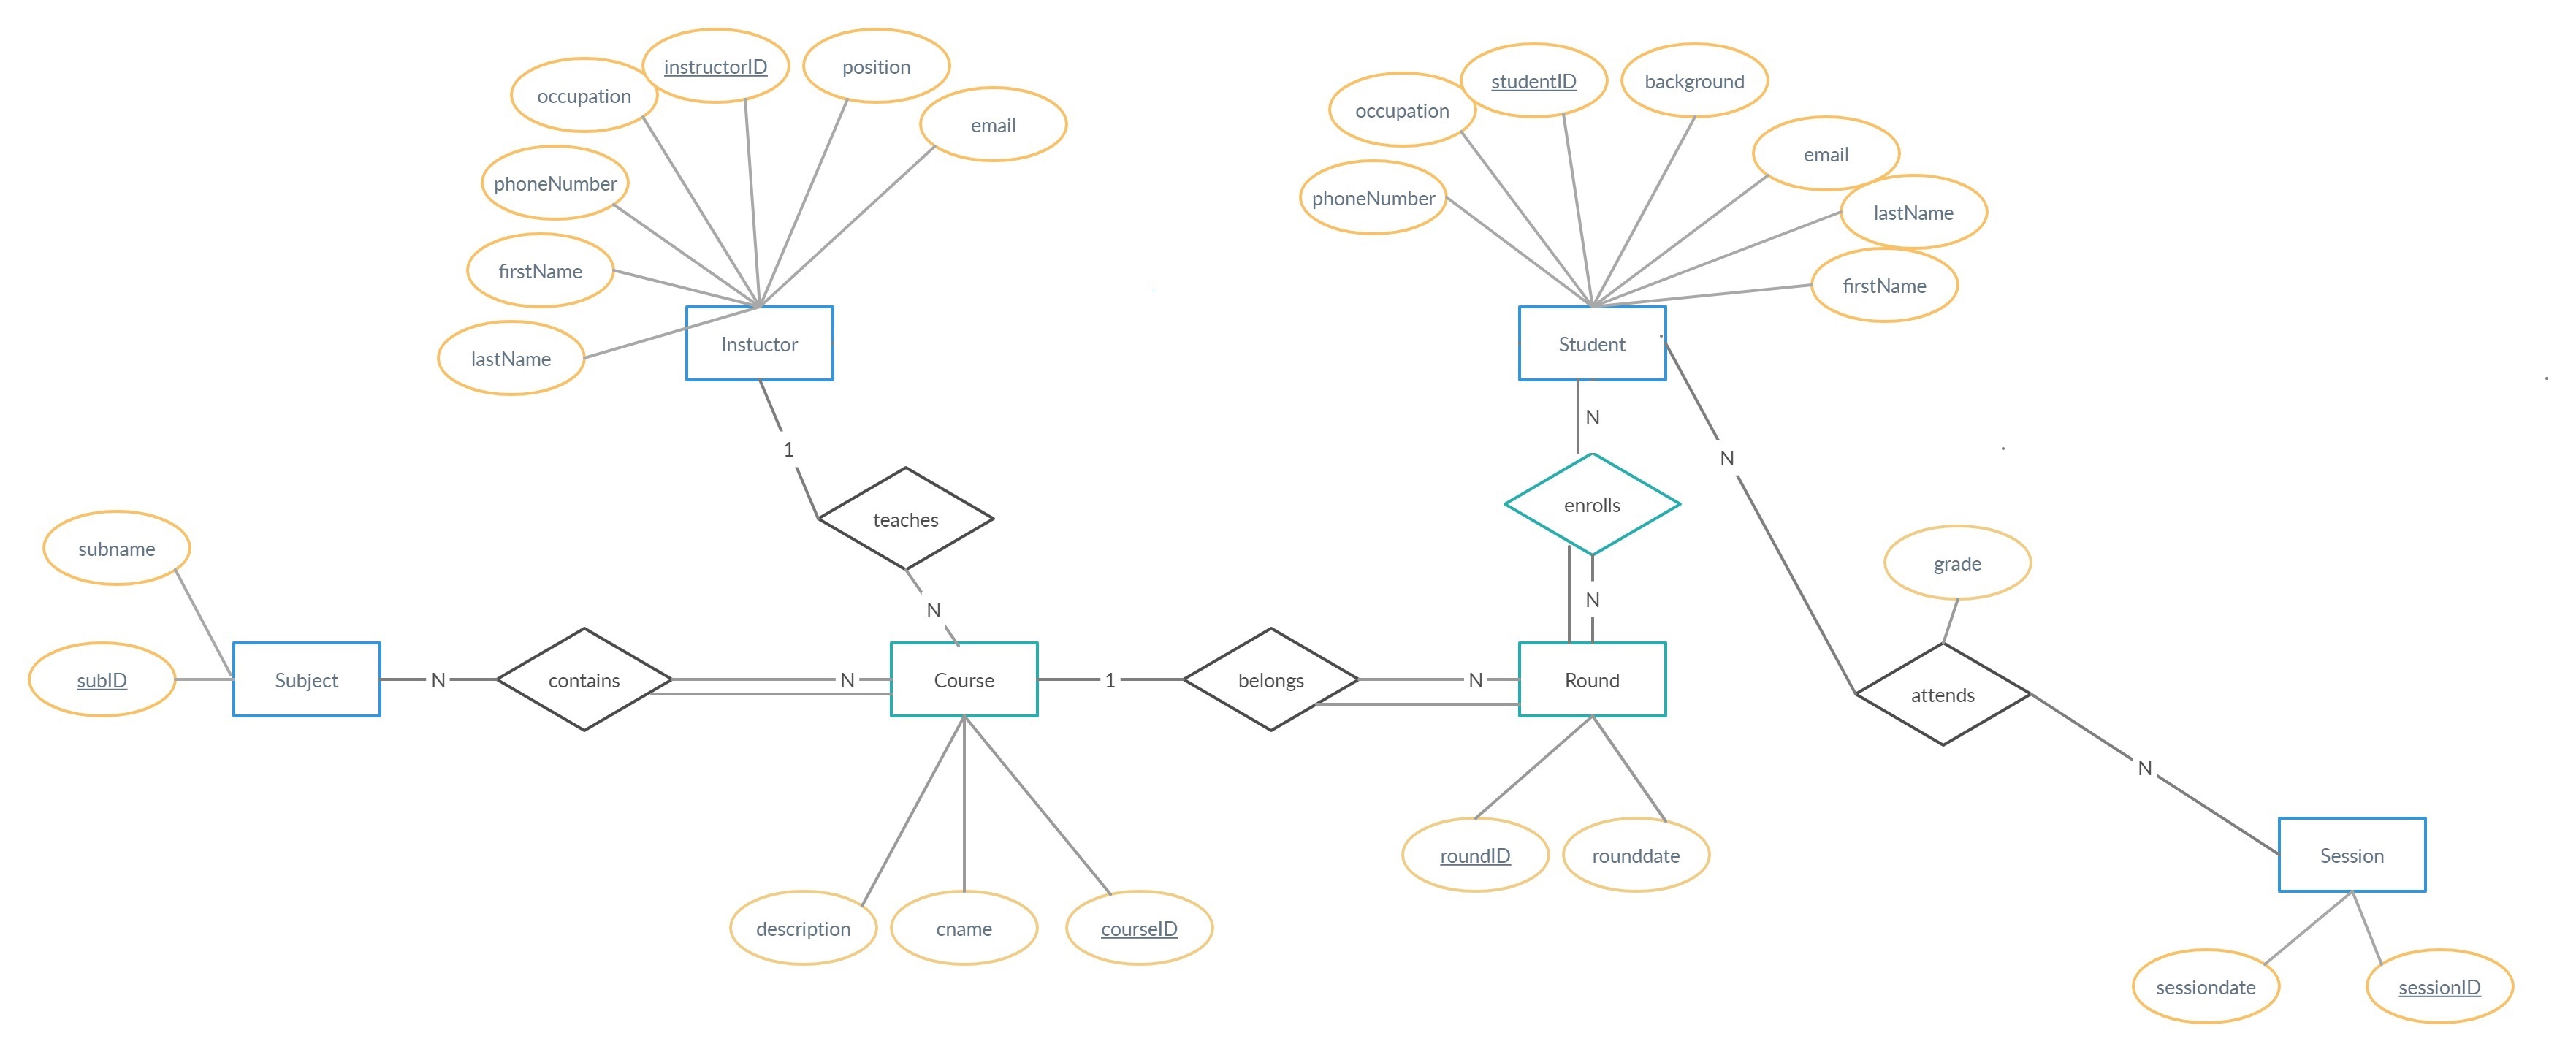 instructorID
position
occupation
email
phoneNumber
firstName
lastName
Instuctor
studentID
background
occupation
email
phoneNumber
lastName
firstName
Student
N
1
N
teaches
enrolls
subname
grade
N
N
subID
Subject
N
contains
N
Course
1
belongs
N
Round
attends
N
roundID
rounddate
Session
description
cname
courseID
sessiondate
sessionID